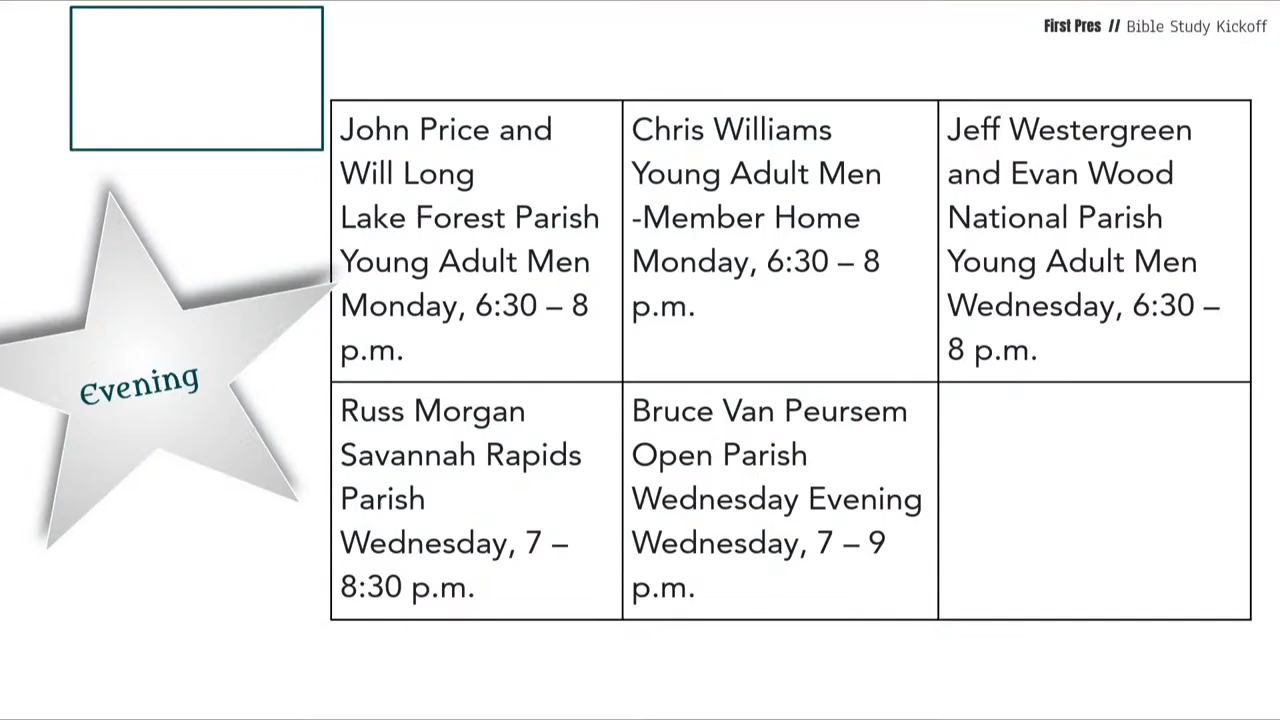 First Pres // Bible Study Kickoff
John Price and
Will Long
Lake Forest Parish
Young Adult Men
Monday, 6:30 – 8
p.m.
Chris Williams
Young Adult Men
-Member Home
Monday, 6:30 – 8
p.m.
Jeff Westergreen
and Evan Wood
National Parish
Young Adult Men
Wednesday, 6:30 –
8 p.m.
Evening
Russ Morgan
Savannah Rapids
Parish
Wednesday, 7 –
8:30 p.m.
Bruce Van Peursem
Open Parish
Wednesday Evening
Wednesday, 7 – 9
p.m.